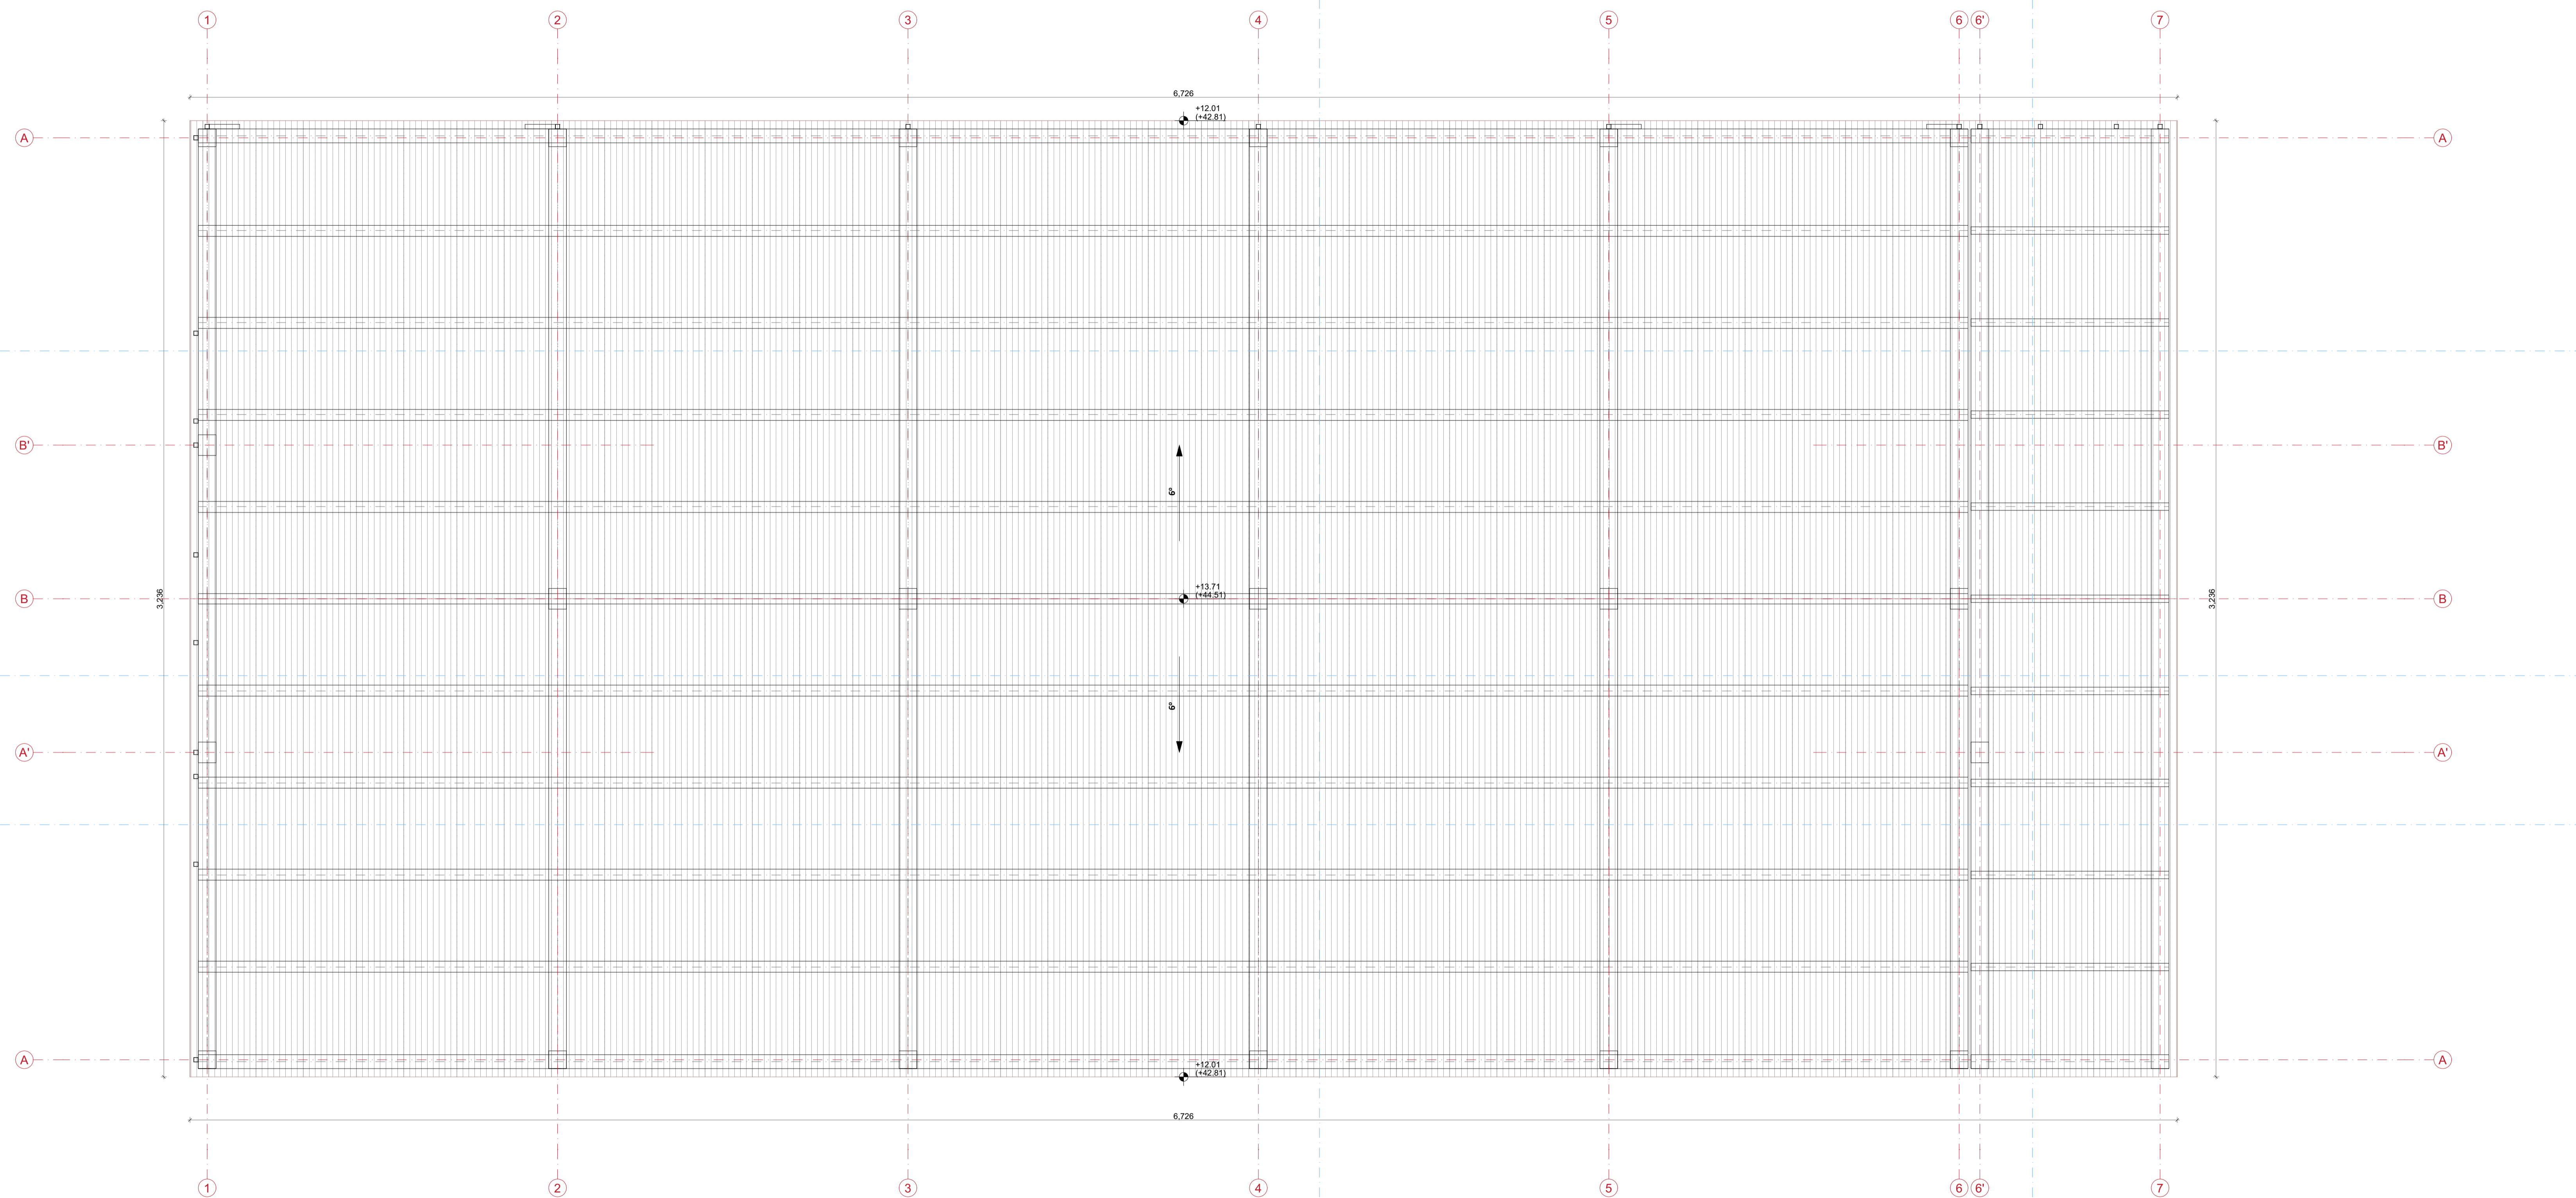 1 2 3 4 5 6 6' 7
6,726
+12.01
(+42.81)
A A
B' B'
6°
+13.71
(+44.51)
B B
3,236 3,236
6°
A' A'
A A
+12.01
(+42.81)
6,726
1 2 3 4 5 6 6' 7